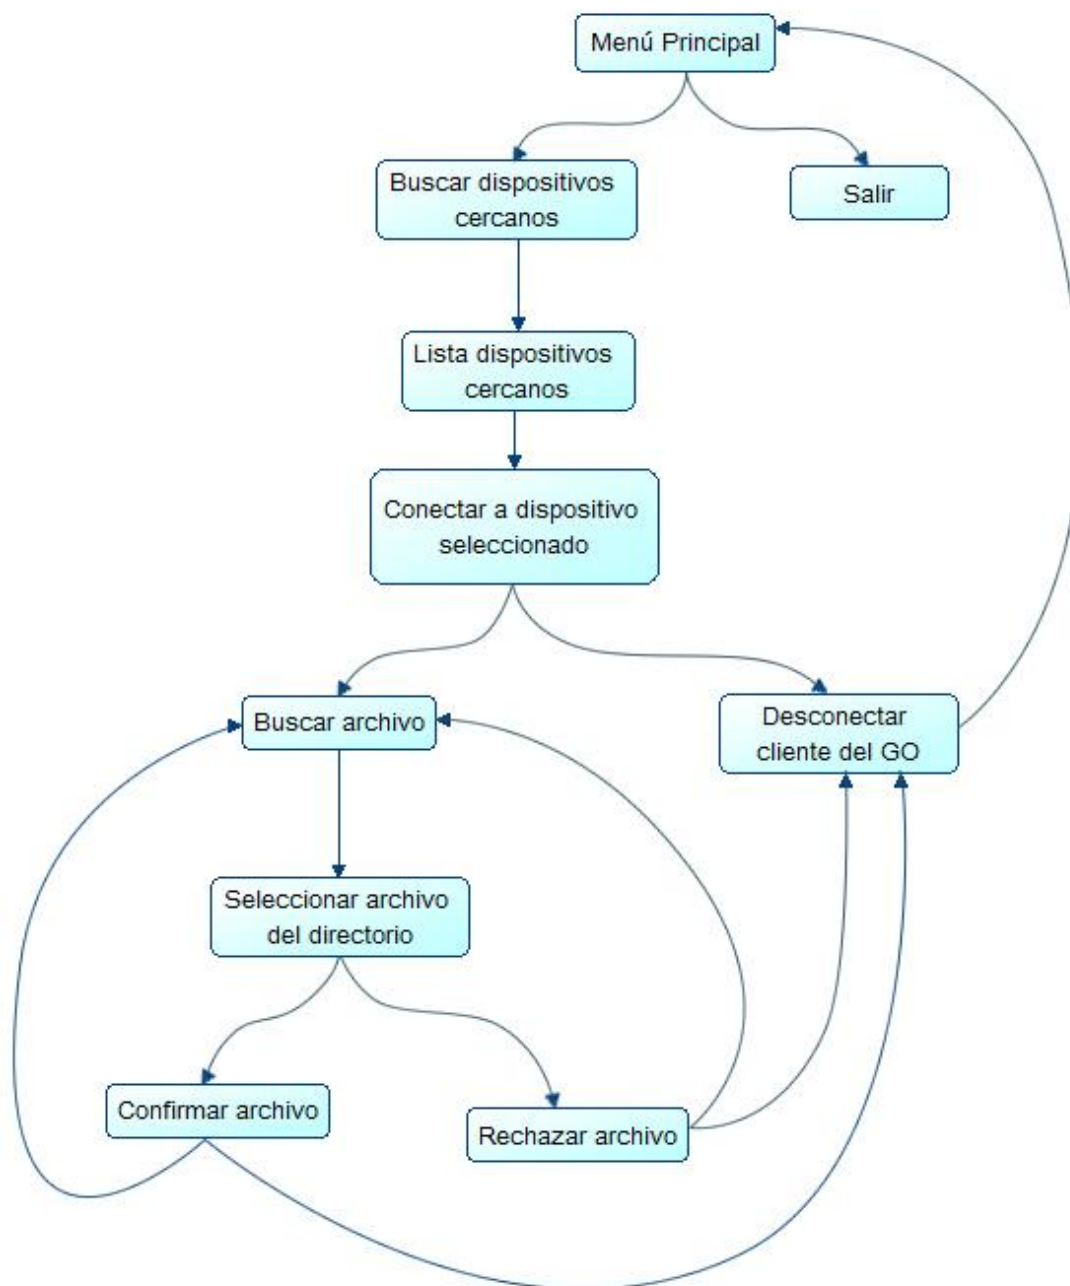 Menú Principal
Buscar dispositivos
cercanos
Salir
Lista dispositivos
cercanos
Conectar a dispositivo
seleccionado
Buscar archivo
Desconectar
cliente del GO
Seleccionar archivo
del directorio
Confirmar archivo
Rechazar archivo